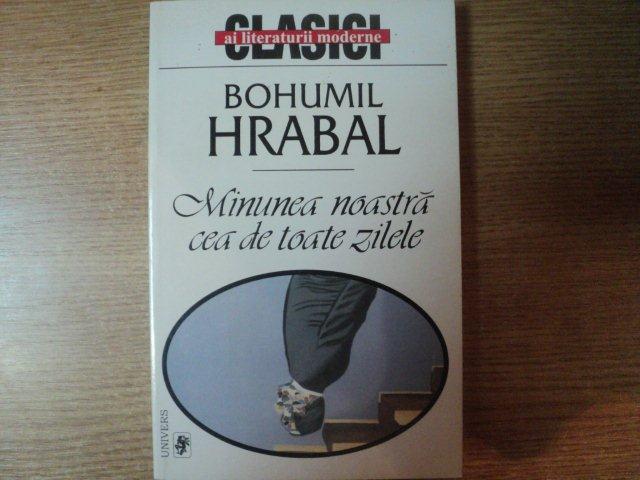 CLASICI
ai literaturii moderne
BOHUMIL
HRABAL
Minunea noastră
cea de toate zilele
UNIVERS